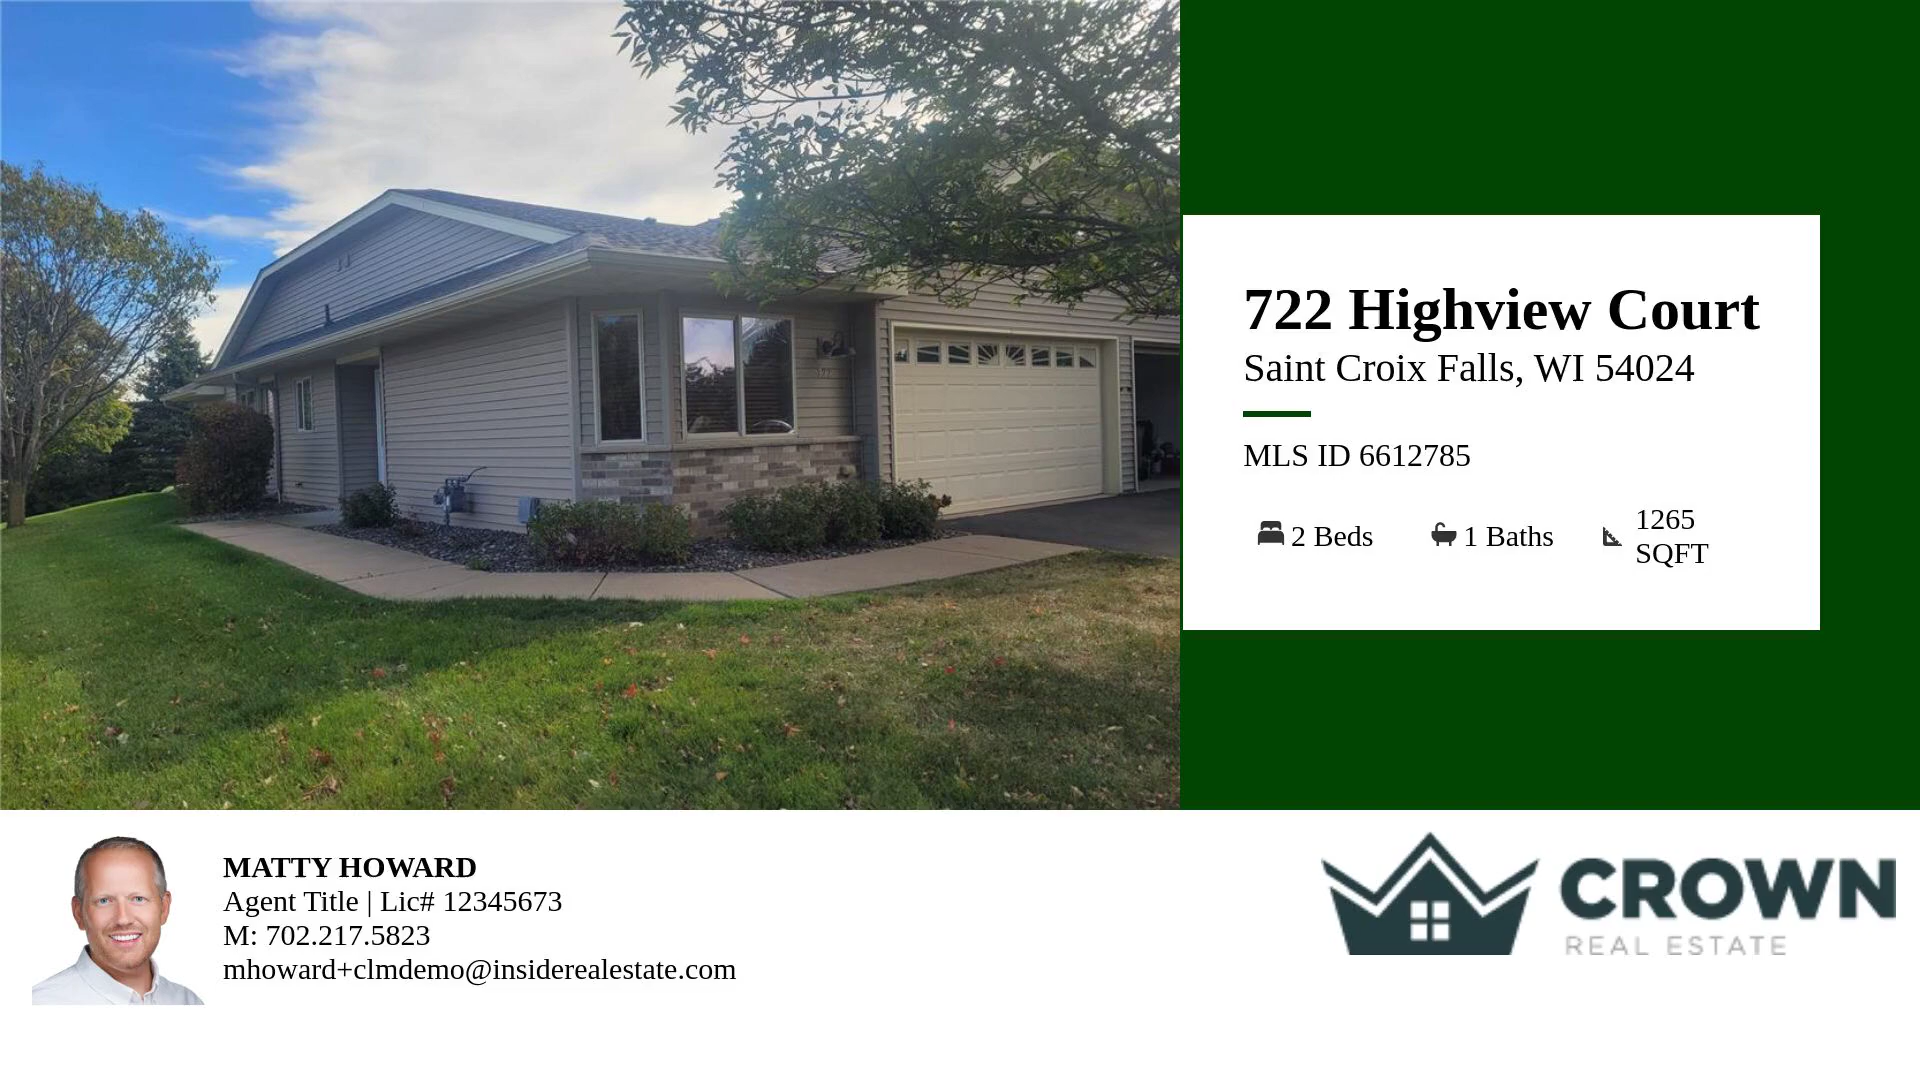 722 Highview Court
Saint Croix Falls, WI 54024
MLS ID 6612785
2 Beds
1 Baths
1265
SQFT
MATTY HOWARD
Agent Title | Lic# 12345673
M: 702.217.5823
mhoward+clmdemo@insiderealestate.com
CROWN
REAL ESTATE